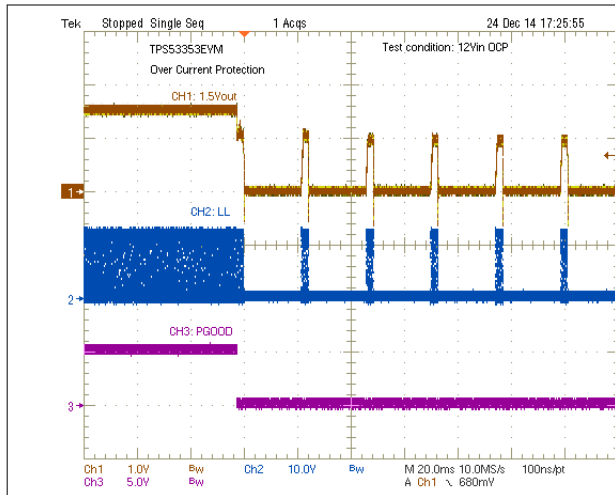 Tek Stopped Single Seq 1 Acqs 24 Dec 14 17:25:55
TPS53353EVM Test condition: 12Vin OCP
Over Current Protection
CH1: 1.5Vout
1
CH2: LL
2
CH3: PGOOD
3
Ch1 1.0V Bw Ch2 10.0V Bw M 20.0ms 10.0MS/s 100ns/pt
Ch3 5.0V Bw A Ch1 ↘ 680mV